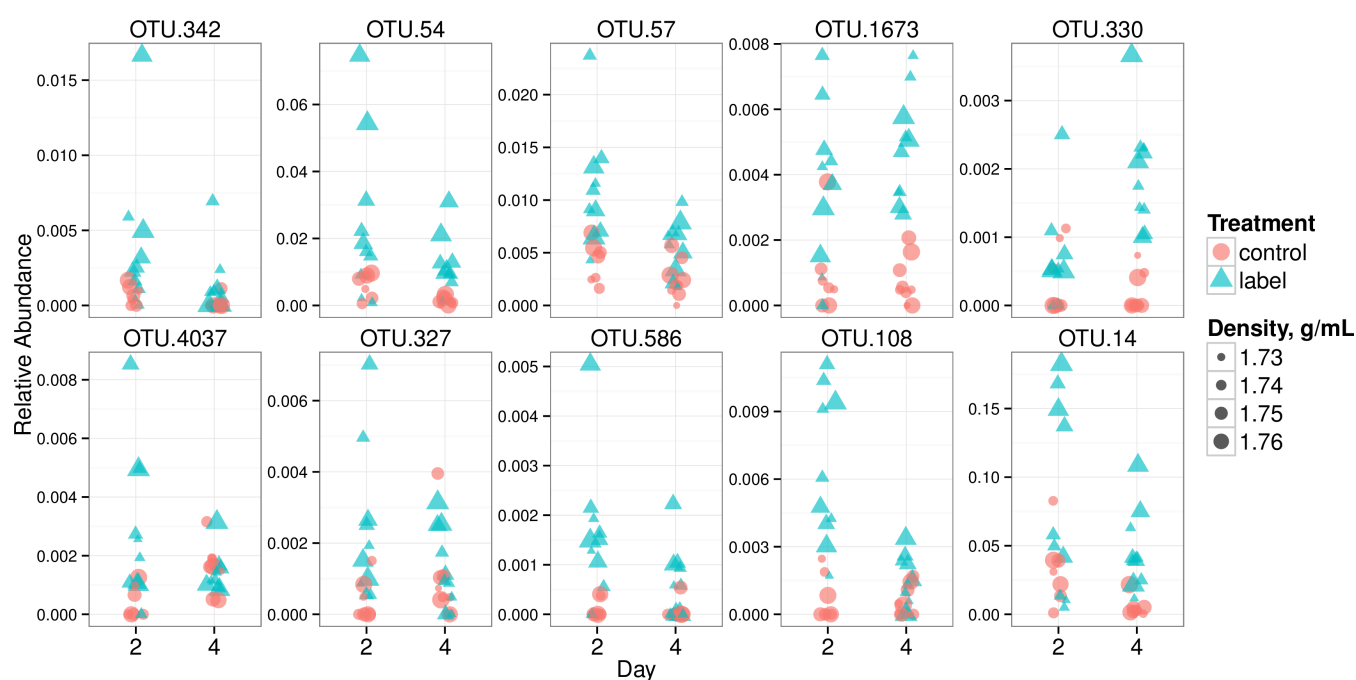 OTU.342 OTU.54 OTU.57 OTU.1673 OTU.330
0.015 0.010 0.005 0.000
0.06 0.04 0.02 0.00
0.020 0.015 0.010 0.005 0.000
0.008 0.006 0.004 0.002 0.000
0.003 0.002 0.001 0.000
OTU.4037 OTU.327 OTU.586 OTU.108 OTU.14
0.008 0.006 0.004 0.002 0.000
0.006 0.004 0.002 0.000
0.005 0.004 0.003 0.002 0.001 0.000
0.009 0.006 0.003 0.000
0.15 0.10 0.05 0.00
2 4 2 4 2 4 2 4 2 4
Day
Relative Abundance
Treatment
control
label
Density, g/mL
1.73
1.74
1.75
1.76